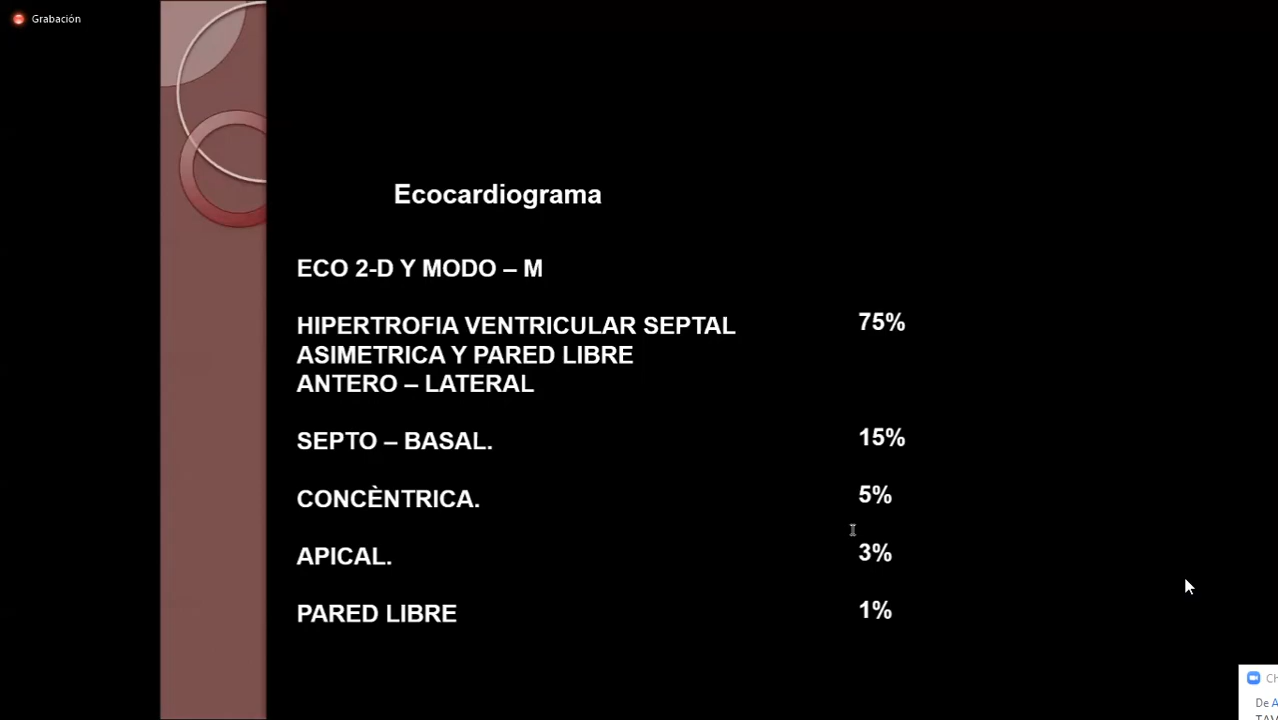 Grabación
Ecocardiograma
ECO 2-D Y MODO – M
HIPERTROFIA VENTRICULAR SEPTAL 75%
ASIMETRICA Y PARED LIBRE
ANTERO – LATERAL
SEPTO – BASAL. 15%
CONCÈNTRICA. 5%
APICAL. 3%
PARED LIBRE 1%
De A